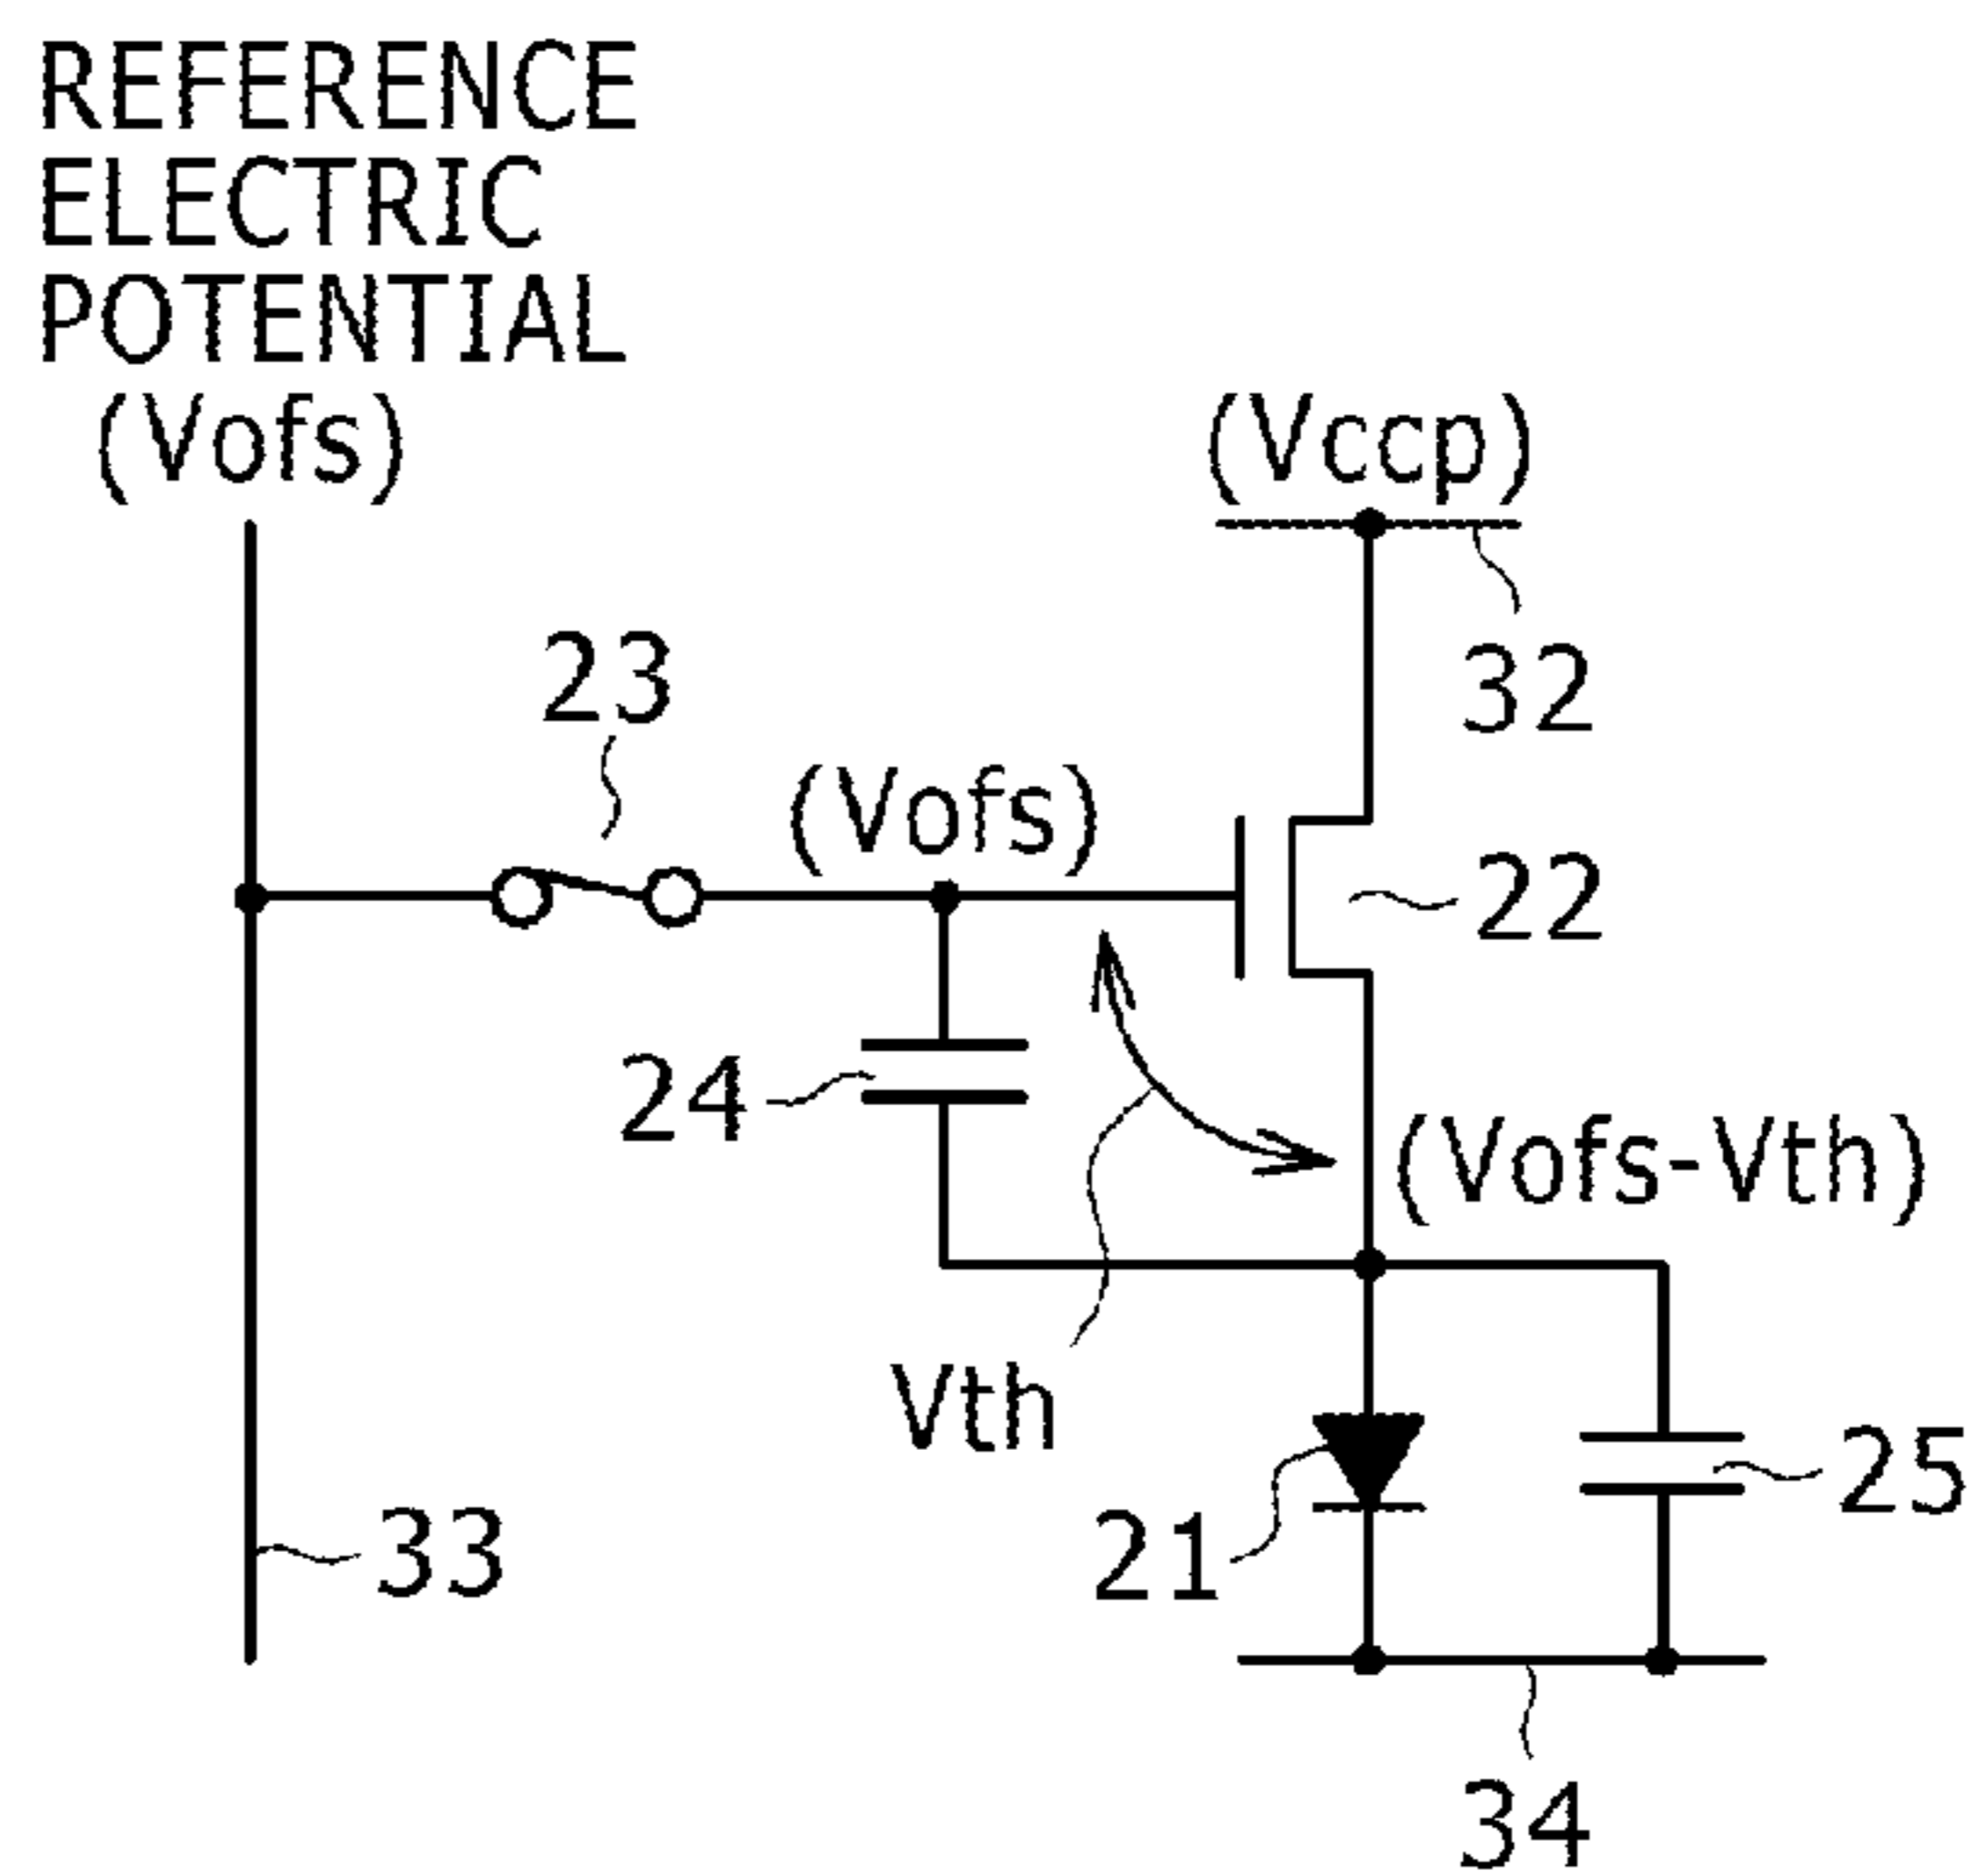 REFERENCE
ELECTRIC
POTENTIAL
(Vofs)
(Vccp)
32
23
(Vofs)
22
24
(Vofs-Vth)
Vth
21
25
33
34